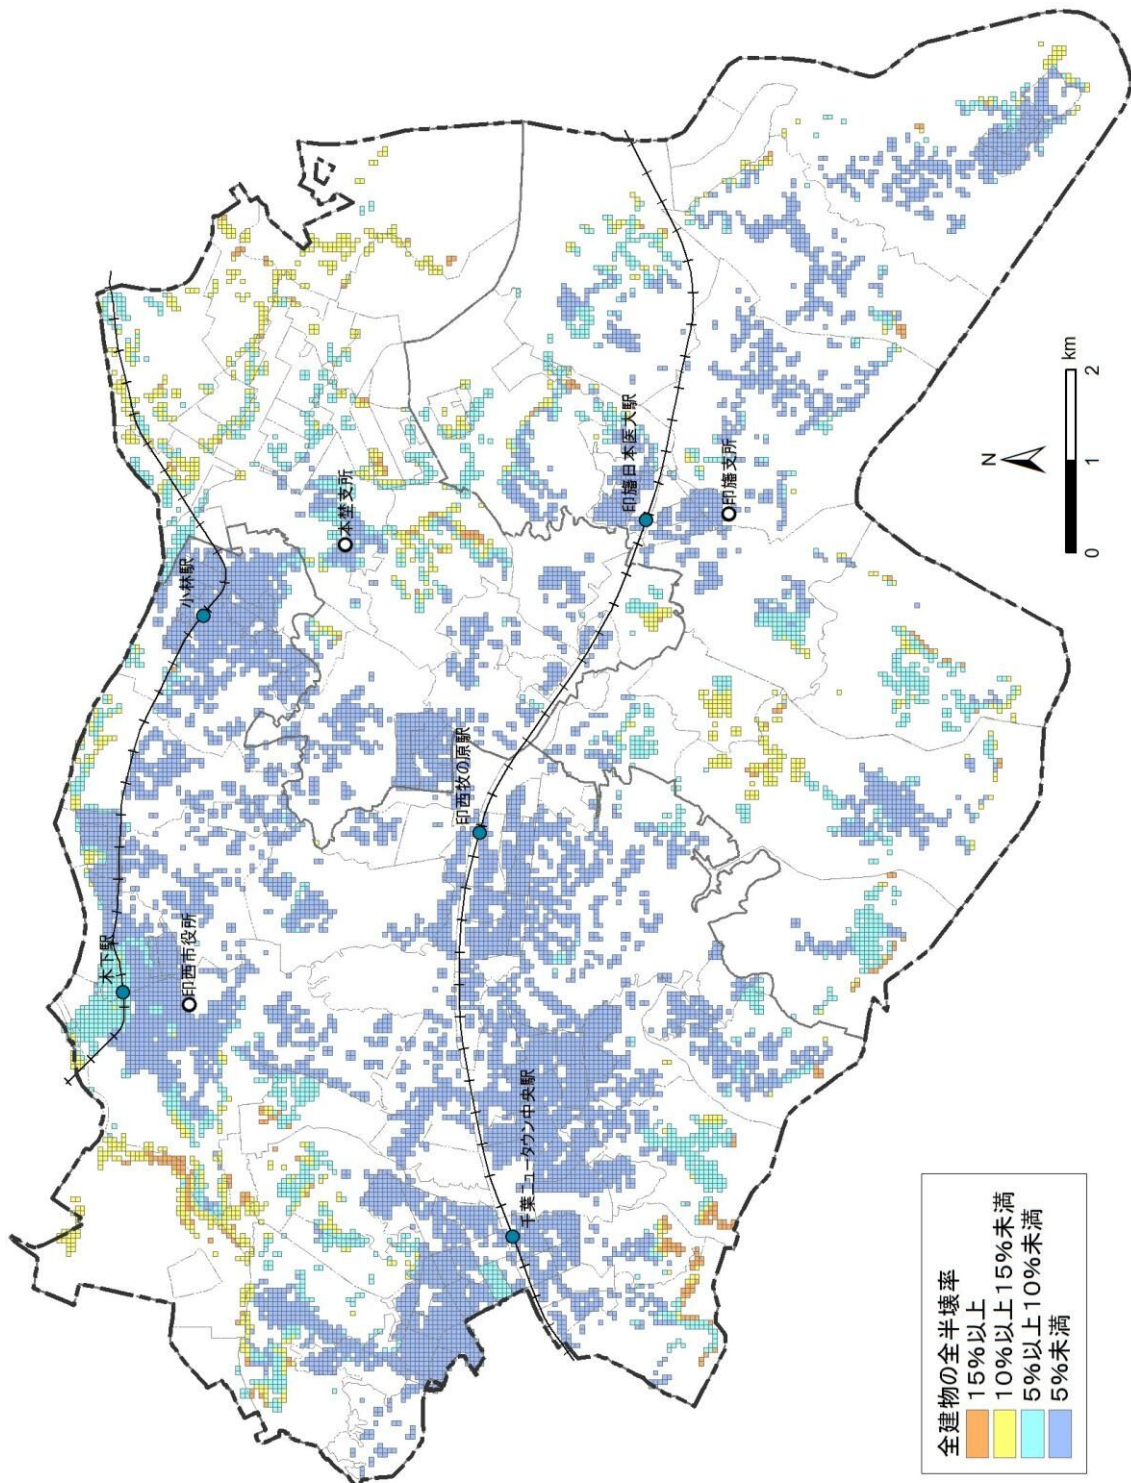 木下駅
印西市役所
小林駅
本埜支所
印西牧の原駅
千葉ニュータウン中央駅
印旛日本医大駅
印旛支所
N
0 1 2 km
全建物の全半壊率
15%以上
10%以上15%未満
5%以上10%未満
5%未満